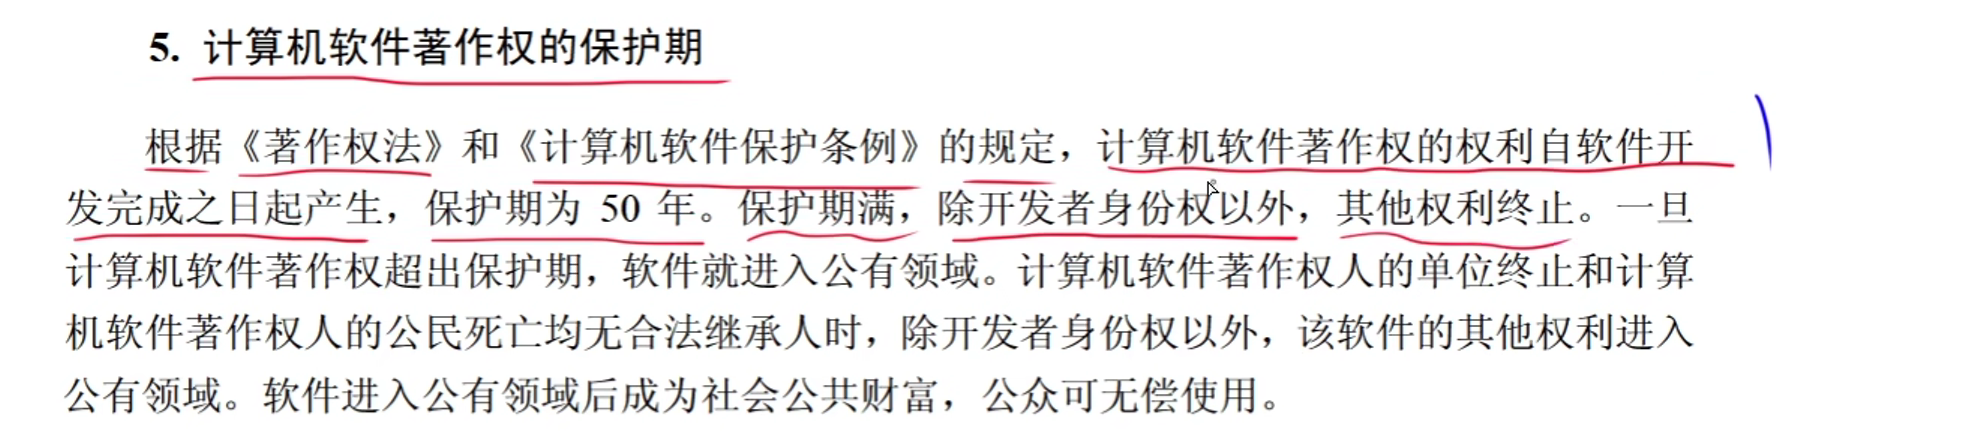 5. 计算机软件著作权的保护期
根据《著作权法》和《计算机软件保护条例》的规定，计算机软件著作权的权利自软件开
发完成之日起产生，保护期为 50 年。保护期满，除开发者身份权以外，其他权利终止。一旦
计算机软件著作权超出保护期，软件就进入公有领域。计算机软件著作权人的单位终止和计算
机软件著作权人的公民死亡均无合法继承人时，除开发者身份权以外，该软件的其他权利进入
公有领域。软件进入公有领域后成为社会公共财富，公众可无偿使用。